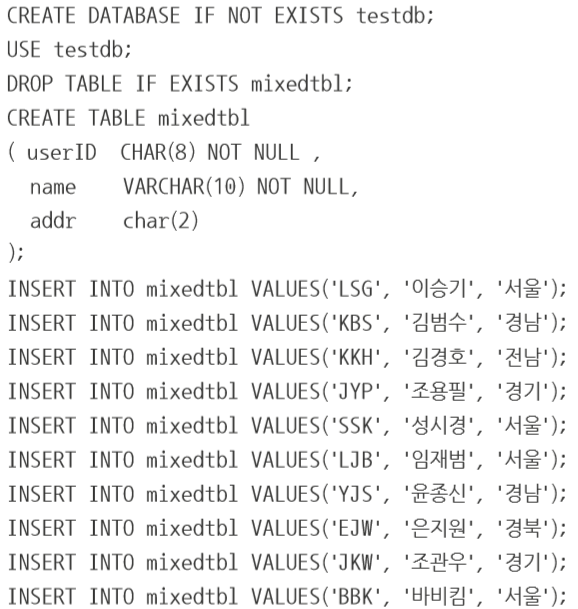 CREATE DATABASE IF NOT EXISTS testdb;
USE testdb;
DROP TABLE IF EXISTS mixedtbl;
CREATE TABLE mixedtbl
( userID  CHAR(8) NOT NULL ,
  name    VARCHAR(10) NOT NULL,
  addr    char(2)
);
INSERT INTO mixedtbl VALUES('LSG', '이승기', '서울');
INSERT INTO mixedtbl VALUES('KBS', '김범수', '경남');
INSERT INTO mixedtbl VALUES('KKH', '김경호', '전남');
INSERT INTO mixedtbl VALUES('JYP', '조용필', '경기');
INSERT INTO mixedtbl VALUES('SSK', '성시경', '서울');
INSERT INTO mixedtbl VALUES('LJB', '임재범', '서울');
INSERT INTO mixedtbl VALUES('YJS', '윤종신', '경남');
INSERT INTO mixedtbl VALUES('EJW', '은지원', '경북');
INSERT INTO mixedtbl VALUES('JKW', '조관우', '경기');
INSERT INTO mixedtbl VALUES('BBK', '바비킴', '서울');